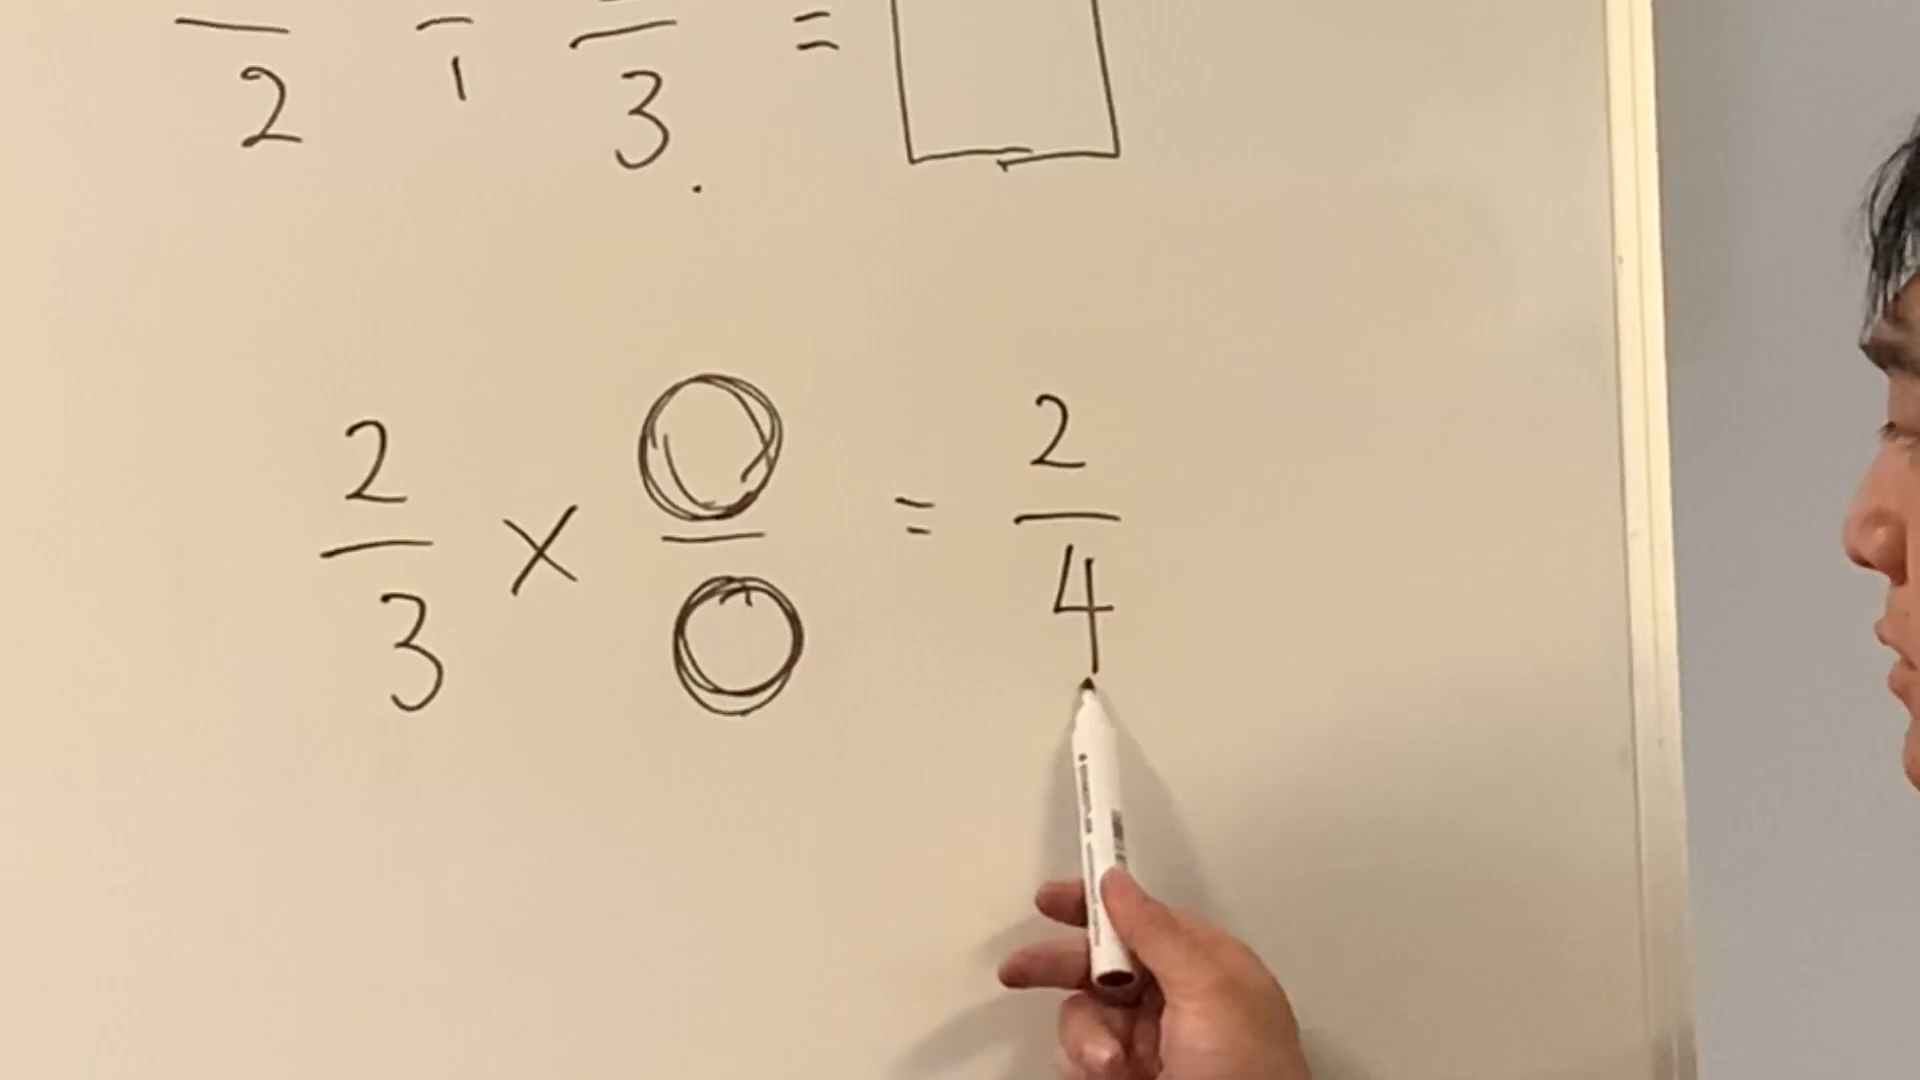 2 ÷ 3 =
2/3 × ○/○ = 2/4